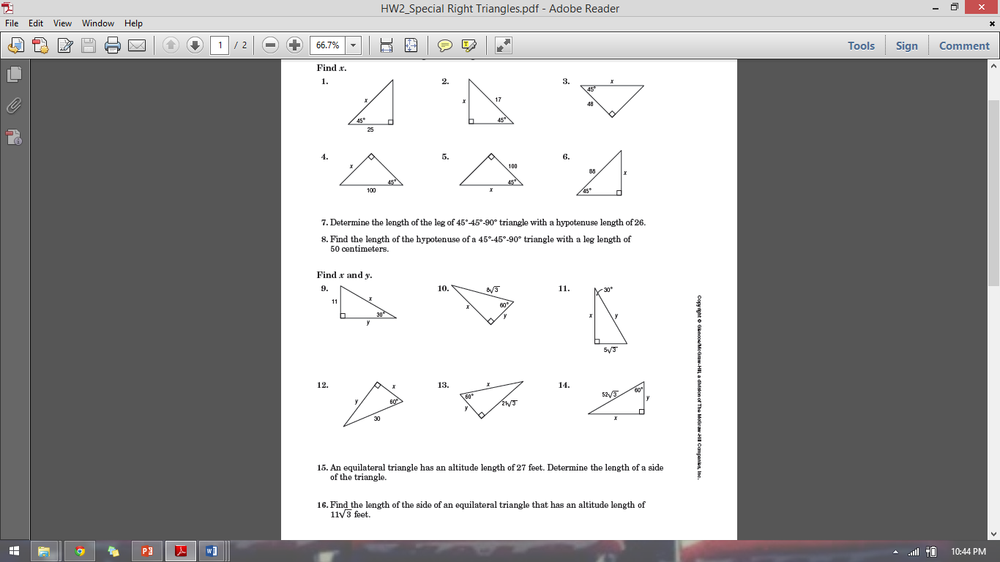 HW2_Special Right Triangles.pdf - Adobe Reader
File Edit View Window Help
1 / 2 66.7% Tools Sign Comment
Find x.
1. x 45° 25
2. x 17 45°
3. x 45° 48
4. x 45° 100
5. 100 45° x
6. 88 x 45°
7. Determine the length of the leg of 45°-45°-90° triangle with a hypotenuse length of 26.
8. Find the length of the hypotenuse of a 45°-45°-90° triangle with a leg length of
50 centimeters.
Find x and y.
9. 11 x 30° y
10. 8√3 60° x y
11. 30° x y 5√3
12. x y 60° 30
13. x 60° y 21√3
14. 52√3 60° y x
15. An equilateral triangle has an altitude length of 27 feet. Determine the length of a side
of the triangle.
16. Find the length of the side of an equilateral triangle that has an altitude length of
11√3 feet.
Copyright © Glencoe/McGraw-Hill, a division of The McGraw-Hill Companies, Inc.
10:44 PM